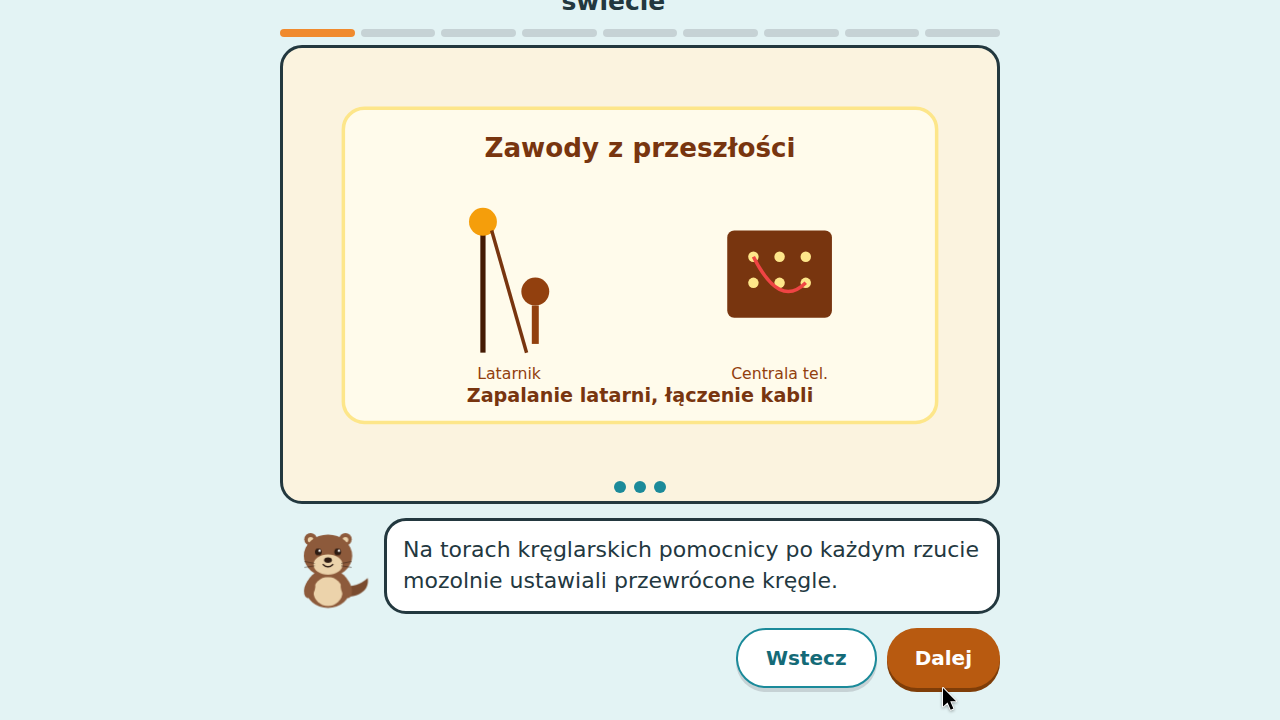 świecie
Zawody z przeszłości
Latarnik
Centrala tel.
Zapalanie latarni, łączenie kabli
Na torach kręglarskich pomocnicy po każdym rzucie
mozolnie ustawiali przewrócone kręgle.
Wstecz
Dalej